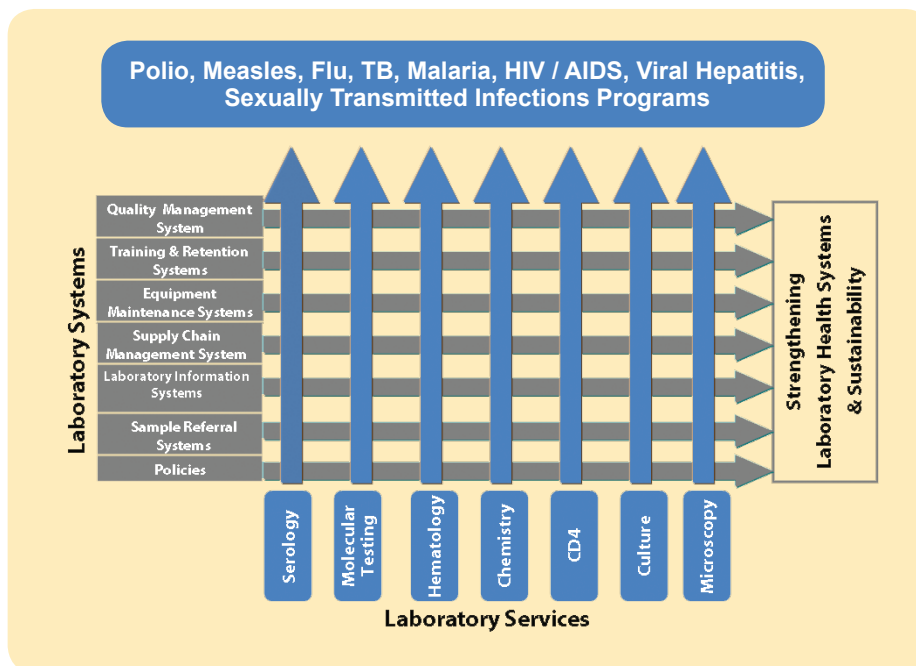 Polio, Measles, Flu, TB, Malaria, HIV / AIDS, Viral Hepatitis,
Sexually Transmitted Infections Programs
Laboratory Systems
Quality Management
System
Training & Retention
Systems
Equipment
Maintenance Systems
Supply Chain
Management System
Laboratory Information
Systems
Sample Referral
Systems
Policies
Strengthening
Laboratory Health Systems
& Sustainability
Serology
Molecular
Testing
Hematology
Chemistry
CD4
Culture
Microscopy
Laboratory Services